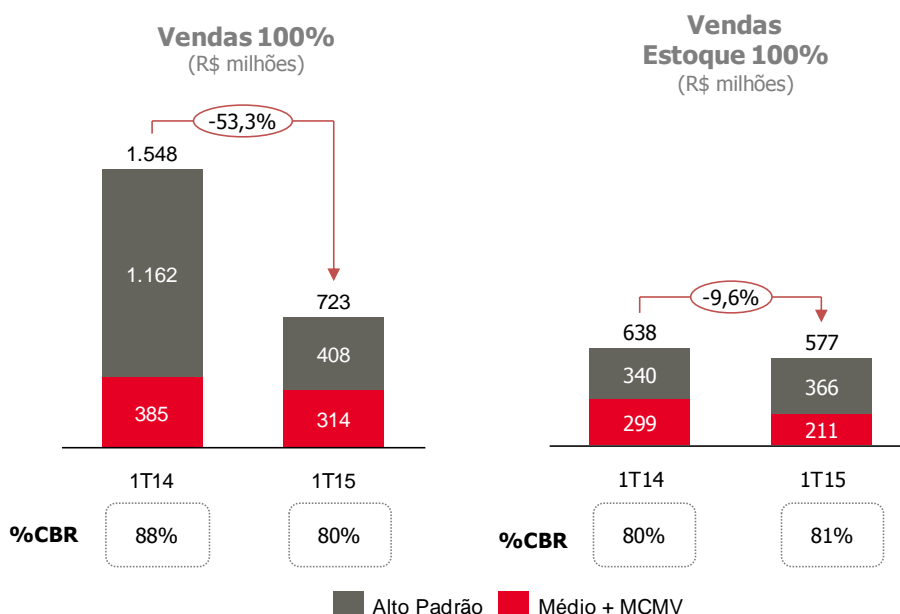 Vendas 100%
(R$ milhões)
-53,3%
1.548
1.162
723
408
385
314
1T14
1T15
%CBR
88%
80%
Vendas
Estoque 100%
(R$ milhões)
-9,6%
638
577
340
366
299
211
1T14
1T15
%CBR
80%
81%
Alto Padrão
Médio + MCMV